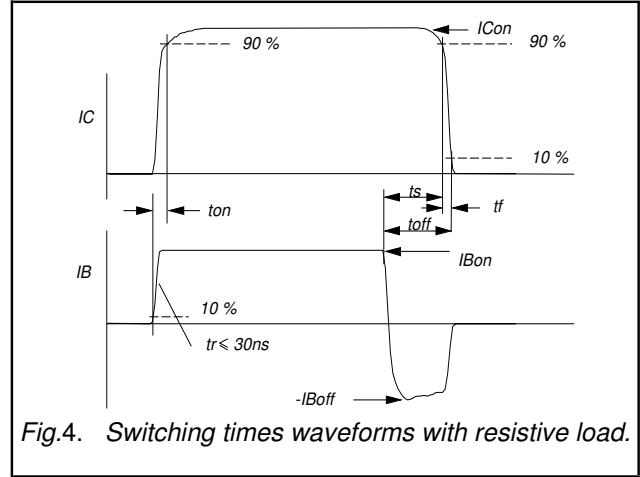 ICon
90 %
90 %
IC
10 %
ts
ton
tf
toff
IBon
IB
10 %
tr ≤ 30ns
-IBoff
Fig.4. Switching times waveforms with resistive load.